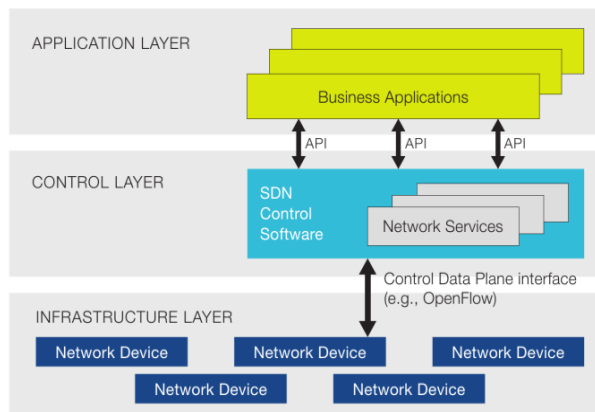 APPLICATION LAYER
Business Applications
API
API
API
CONTROL LAYER
SDN
Control
Software
Network Services
Control Data Plane interface
(e.g., OpenFlow)
INFRASTRUCTURE LAYER
Network Device
Network Device
Network Device
Network Device
Network Device